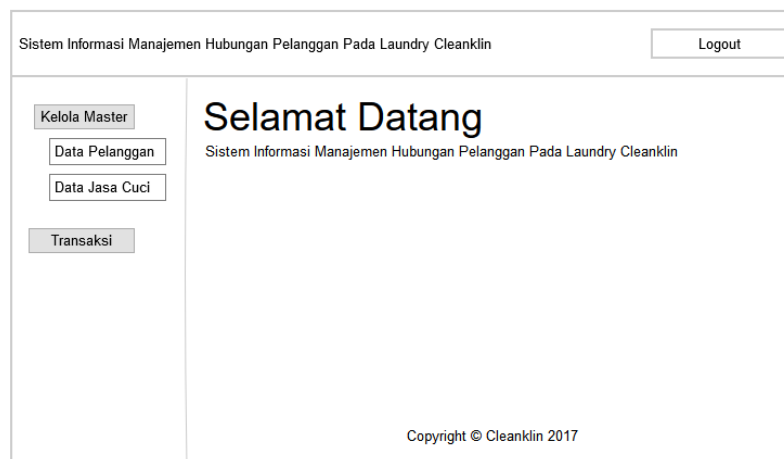 Sistem Informasi Manajemen Hubungan Pelanggan Pada Laundry Cleanklin
Logout
Kelola Master
Data Pelanggan
Data Jasa Cuci
Transaksi
Selamat Datang
Sistem Informasi Manajemen Hubungan Pelanggan Pada Laundry Cleanklin
Copyright © Cleanklin 2017